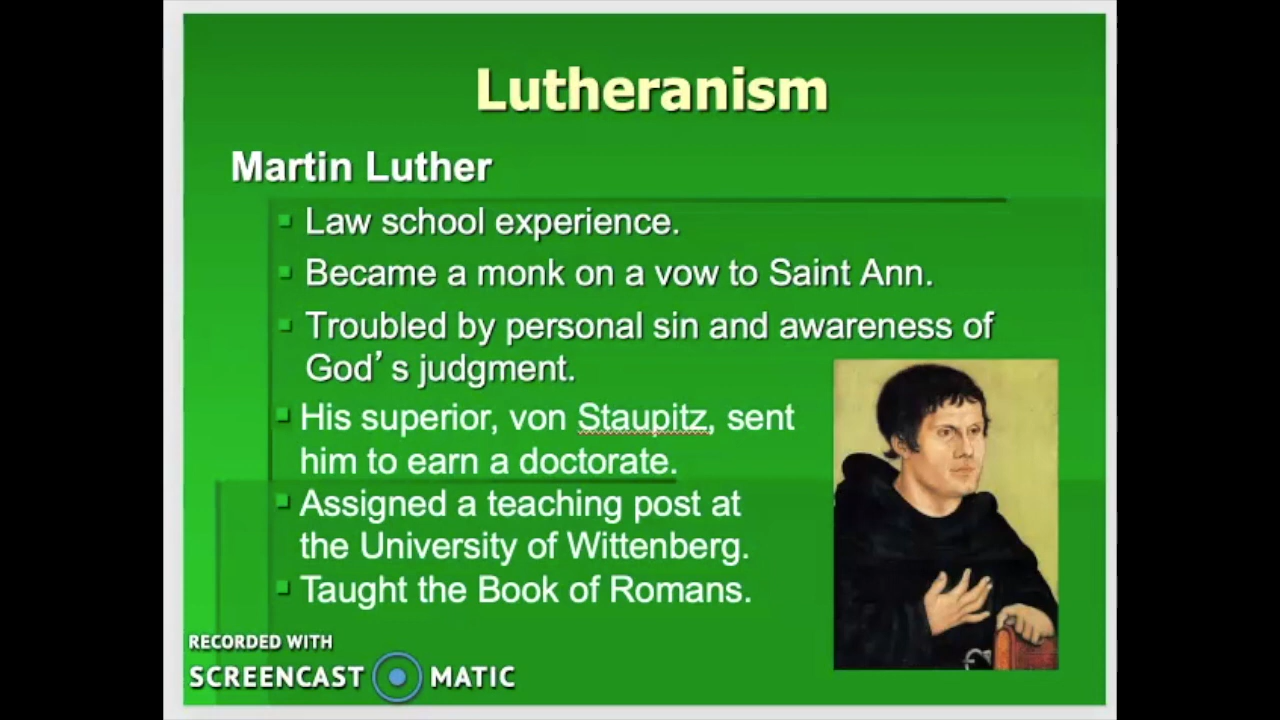 Lutheranism
Martin Luther
Law school experience.
Became a monk on a vow to Saint Ann.
Troubled by personal sin and awareness of
God’s judgment.
His superior, von Staupitz, sent
him to earn a doctorate.
Assigned a teaching post at
the University of Wittenberg.
Taught the Book of Romans.
RECORDED WITH
SCREENCAST MATIC